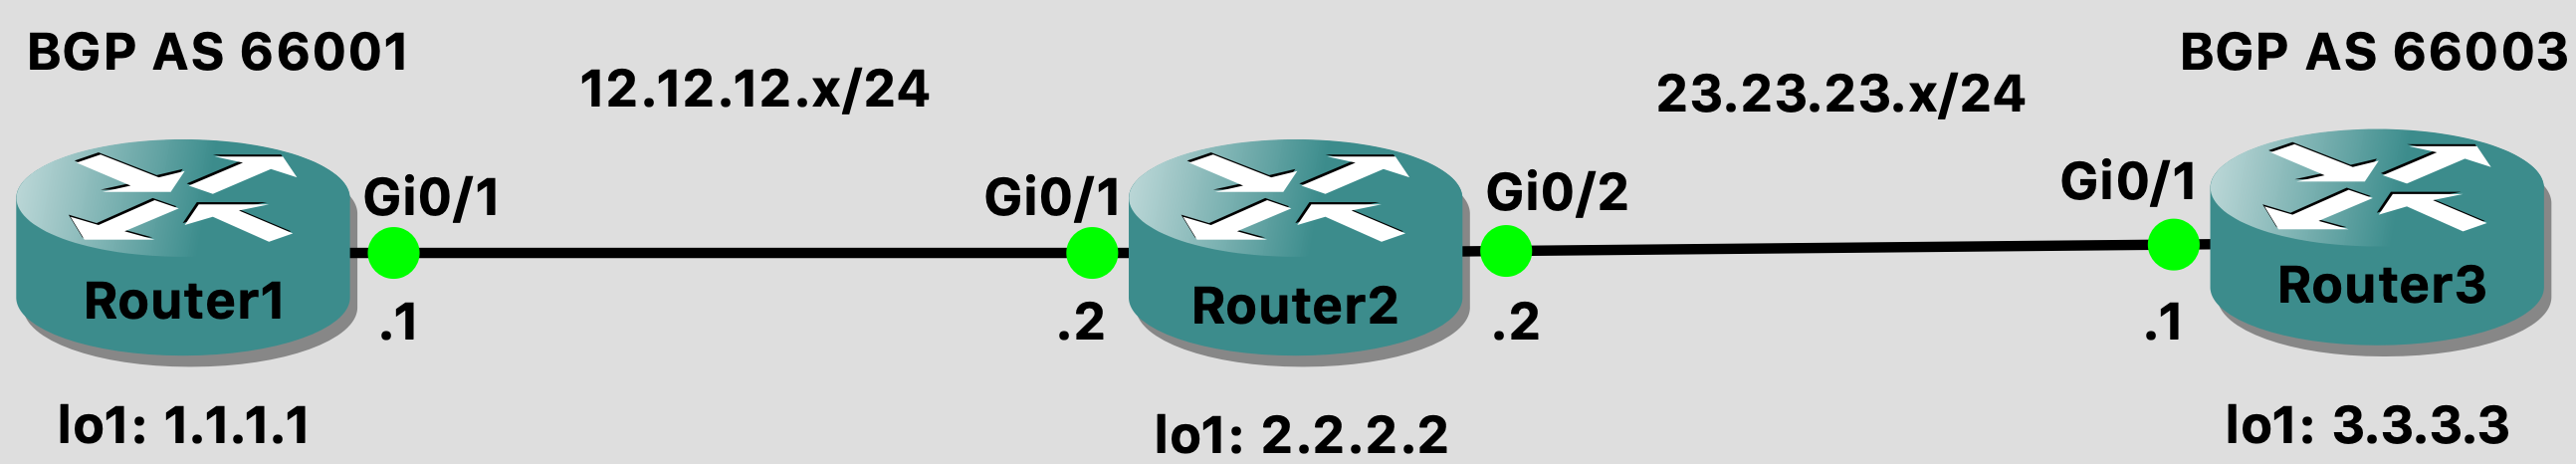 BGP AS 66001
BGP AS 66003
12.12.12.x/24
23.23.23.x/24
Gi0/1
Gi0/1
Gi0/2
Gi0/1
Router1
Router2
Router3
.1
.2
.2
.1
lo1: 1.1.1.1
lo1: 2.2.2.2
lo1: 3.3.3.3